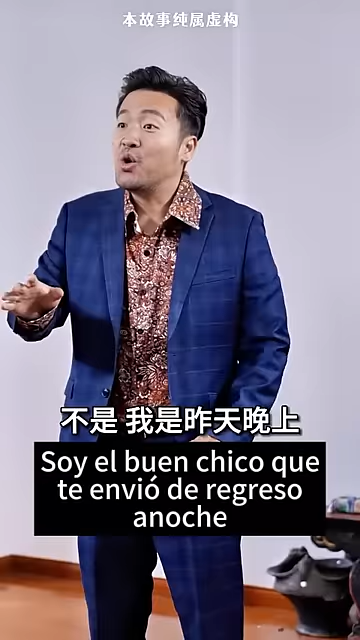 本故事纯属虚构
不是 我是昨天晚上
Soy el buen chico que
te envió de regreso
anoche